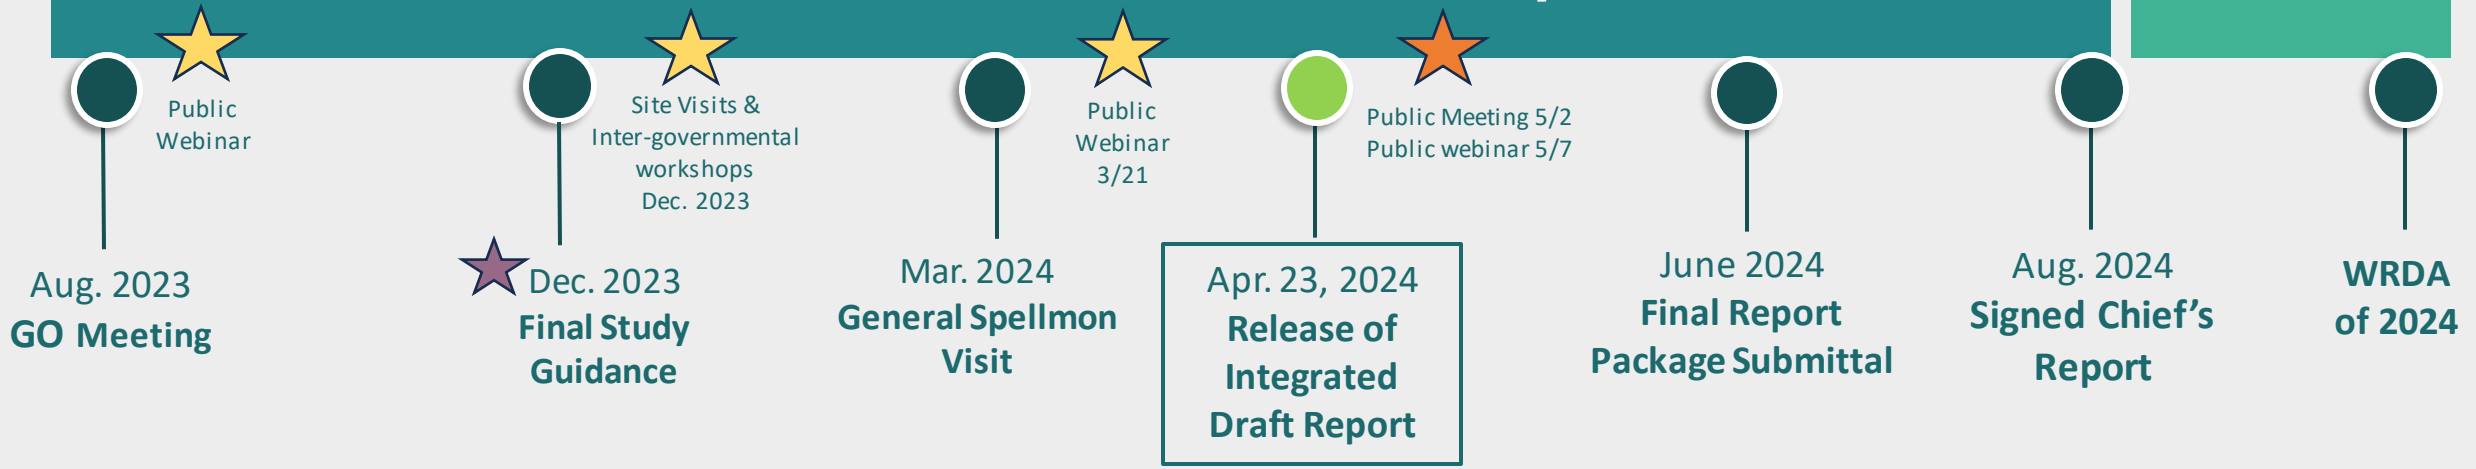 Public
Webinar
Site Visits &
Inter-governmental
workshops
Dec. 2023
Public
Webinar
3/21
Public Meeting 5/2
Public webinar 5/7
Aug. 2023
GO Meeting
Dec. 2023
Final Study
Guidance
Mar. 2024
General Spellmon
Visit
Apr. 23, 2024
Release of
Integrated
Draft Report
June 2024
Final Report
Package Submittal
Aug. 2024
Signed Chief’s
Report
WRDA
of 2024